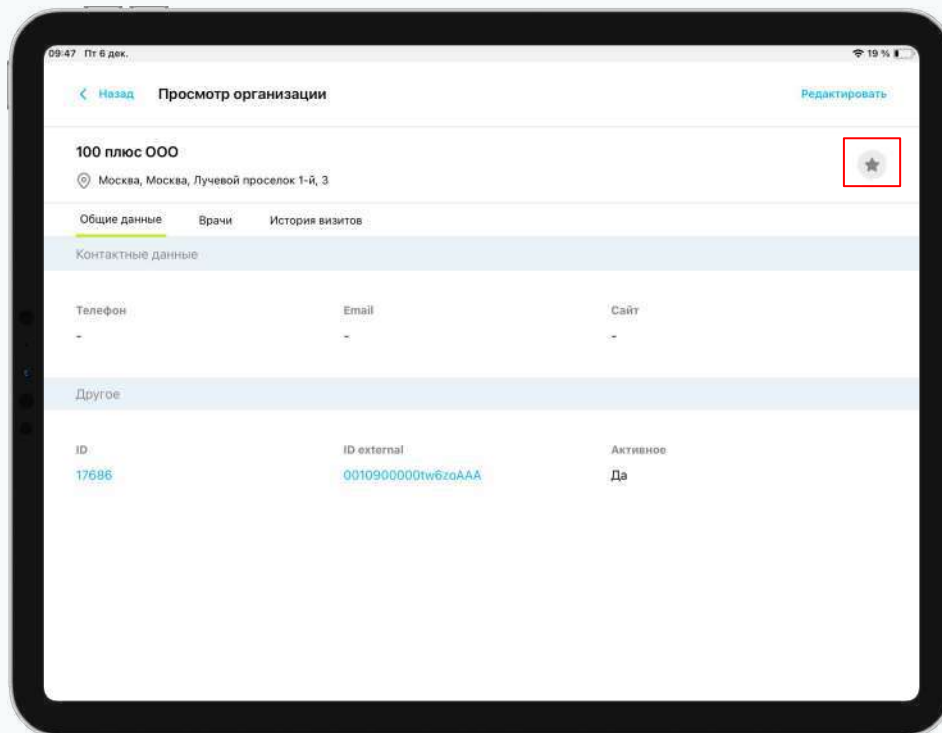 09:47 Пт 6 дек. 19 %
Назад Просмотр организации Редактировать
100 плюс ООО
Москва, Москва, Лучевой проселок 1-й, 3
Общие данные Врачи История визитов
Контактные данные
Телефон Email Сайт
- - -
Другое
ID ID external Активное
17686 0010900000tw6zoAAA Да